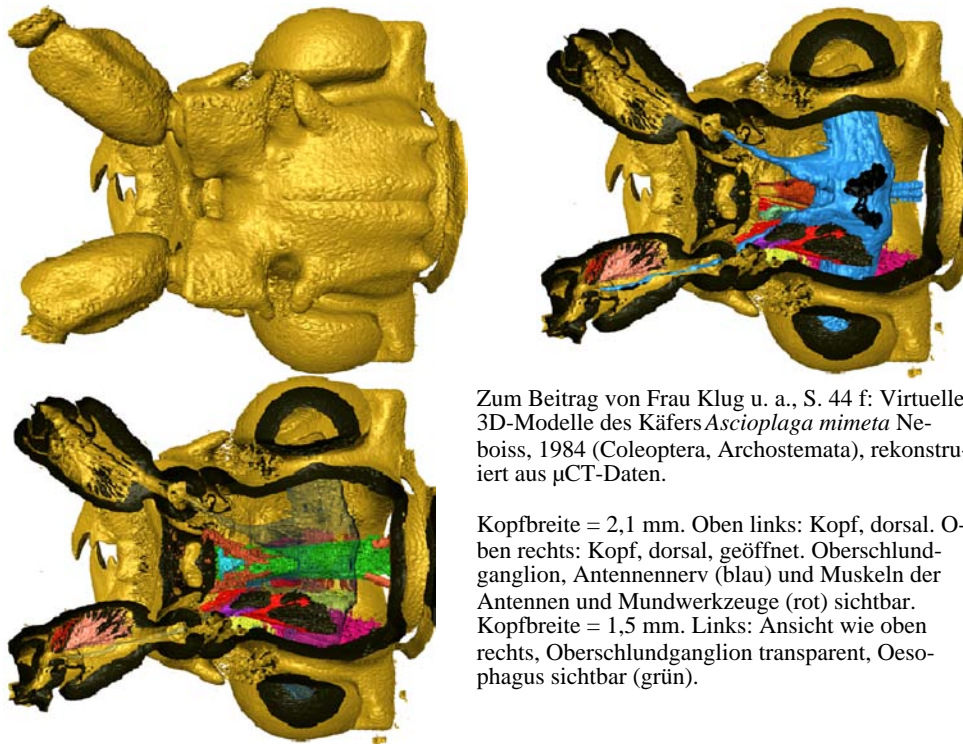 Zum Beitrag von Frau Klug u. a., S. 44 f: Virtuelle
3D-Modelle des Käfers Ascioplaga mimeta Ne-
boiss, 1984 (Coleoptera, Archostemata), rekonstru-
iert aus µCT-Daten.
Kopfbreite = 2,1 mm. Oben links: Kopf, dorsal. O-
ben rechts: Kopf, dorsal, geöffnet. Oberschlund-
ganglion, Antennennerv (blau) und Muskeln der
Antennen und Mundwerkzeuge (rot) sichtbar.
Kopfbreite = 1,5 mm. Links: Ansicht wie oben
rechts, Oberschlundganglion transparent, Oeso-
phagus sichtbar (grün).